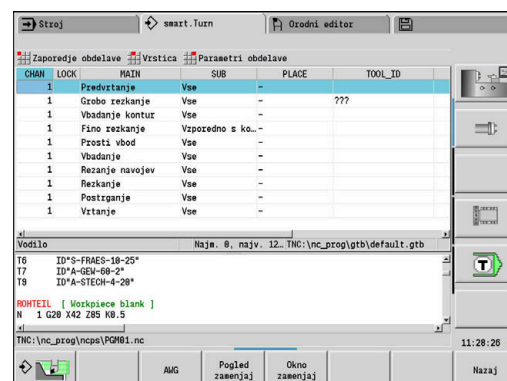 Stroj smart.Turn Orodni editor
Zaporedje obdelave Vrstica Parametri obdelave
CHAN LOCK MAIN SUB PLACE TOOL_ID
1 Predvrtanje Vse -
1 Grobo rezkanje Vse - ???
1 Vbadanje kontur Vse -
1 Fino rezkanje Vzporedno s ko… -
1 Prosti vbod Vse -
1 Vbadanje Vse -
1 Rezanje navojev Vse -
1 Rezkanje Vse -
1 Postrganje Vse -
1 Vrtanje Vse -
Vodilo Najm. 0, najv. 12… TNC:\nc_prog\gtb\default.gtb
T6 ID"S-FRAES-10-25"
T7 ID"A-GEW-60-2"
T9 ID"A-STECH-4-20"
ROHTEIL [ Workpiece blank ]
N 1 G20 X42 Z85 K0.5
TNC:\nc_prog\ncps\PGM01.nc
T
11:28:26
AWG
Pogled zamenjaj
Okno zamenjaj
Nazaj